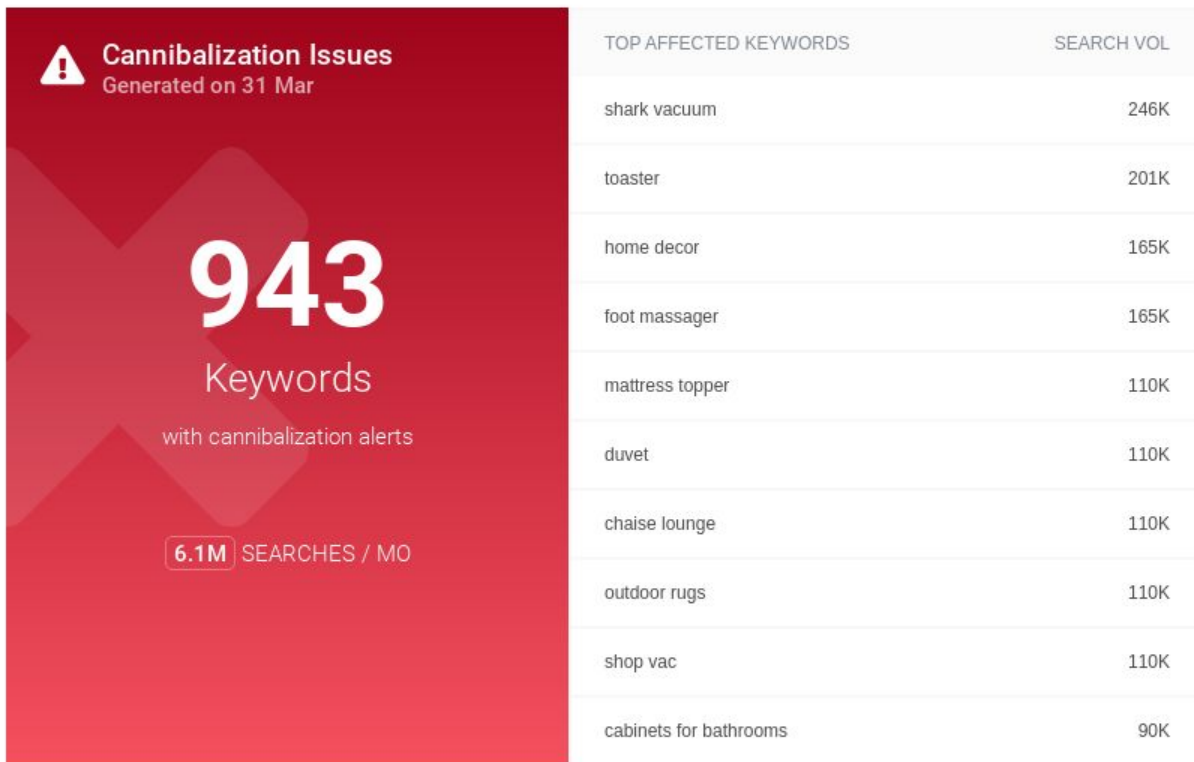 Cannibalization Issues
Generated on 31 Mar
943
Keywords
with cannibalization alerts
6.1M SEARCHES / MO
TOP AFFECTED KEYWORDS SEARCH VOL
shark vacuum 246K
toaster 201K
home decor 165K
foot massager 165K
mattress topper 110K
duvet 110K
chaise lounge 110K
outdoor rugs 110K
shop vac 110K
cabinets for bathrooms 90K